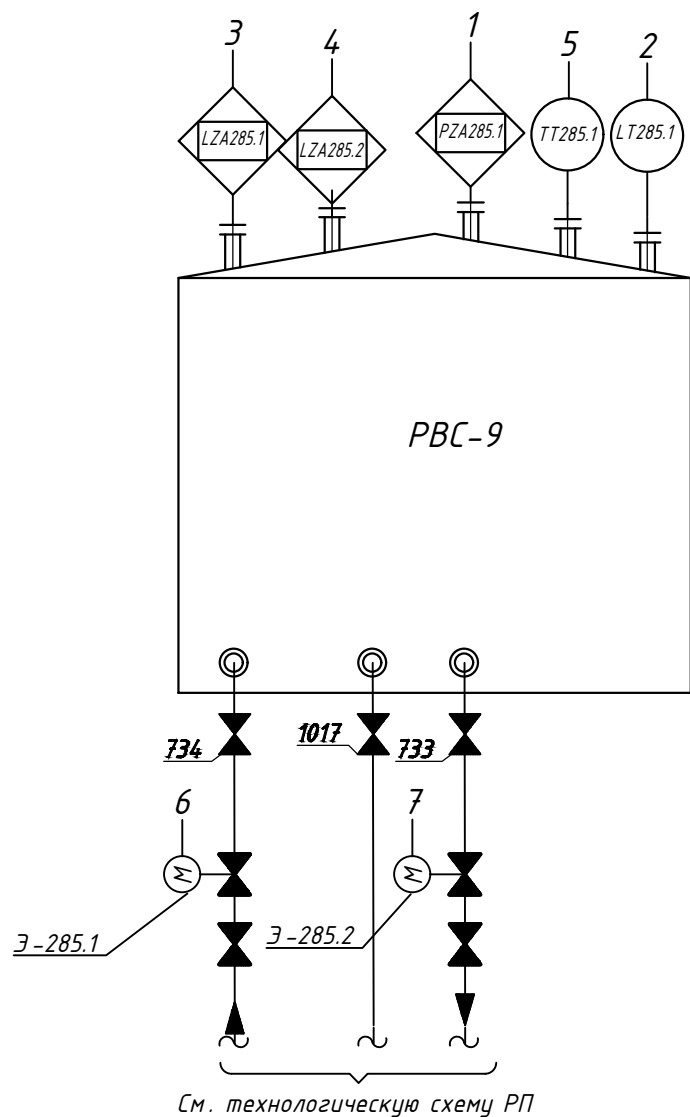 3 4 1 5 2
LZA285.1 LZA285.2 PZA285.1 TT285.1 LT285.1
РВС-9
734 1017 733
6 7
М М
Э-285.1 Э-285.2
См. технологическую схему РП